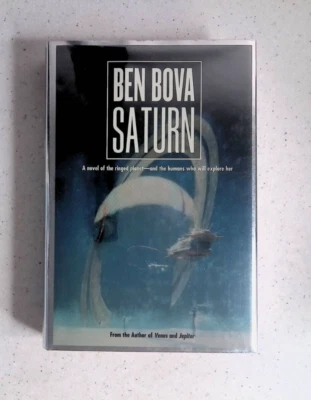 BEN BOVA
SATURN
A novel of the ringed planet—and the humans who will explore her
From the Author of Venus and Jupiter